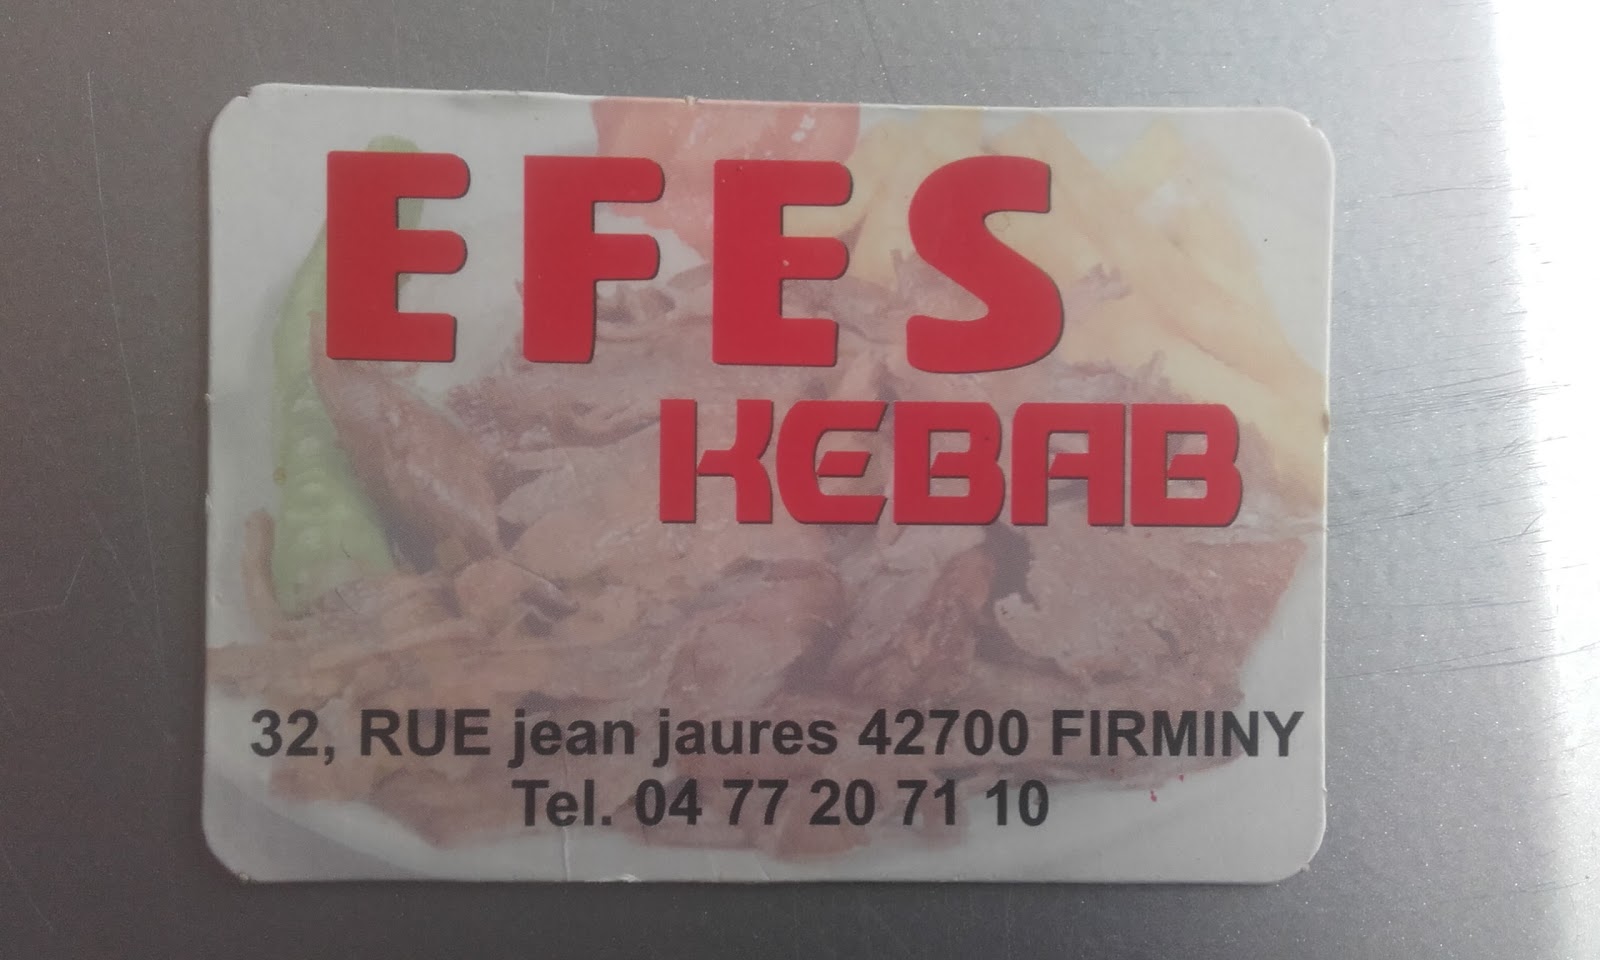 EFES
KEBAB
32, RUE jean jaures 42700 FIRMINY
Tel. 04 77 20 71 10